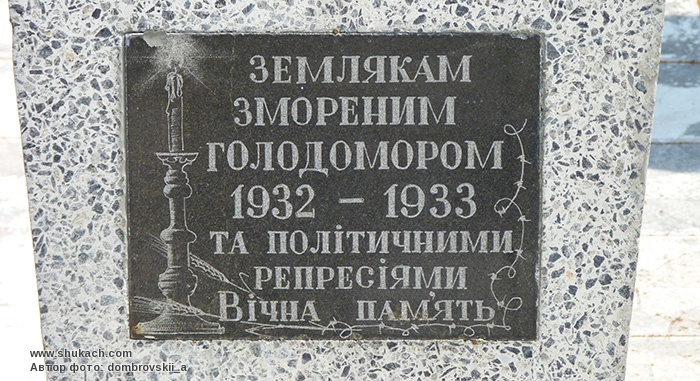 ЗЕМЛЯКАМ
ЗМОРЕНИМ
ГОЛОДОМОРОМ
1932 – 1933
ТА ПОЛІТИЧНИМИ
РЕПРЕСІЯМИ
ВІЧНА ПАМ'ЯТЬ
www.shukach.com
Автор фото: dombrovskii_a